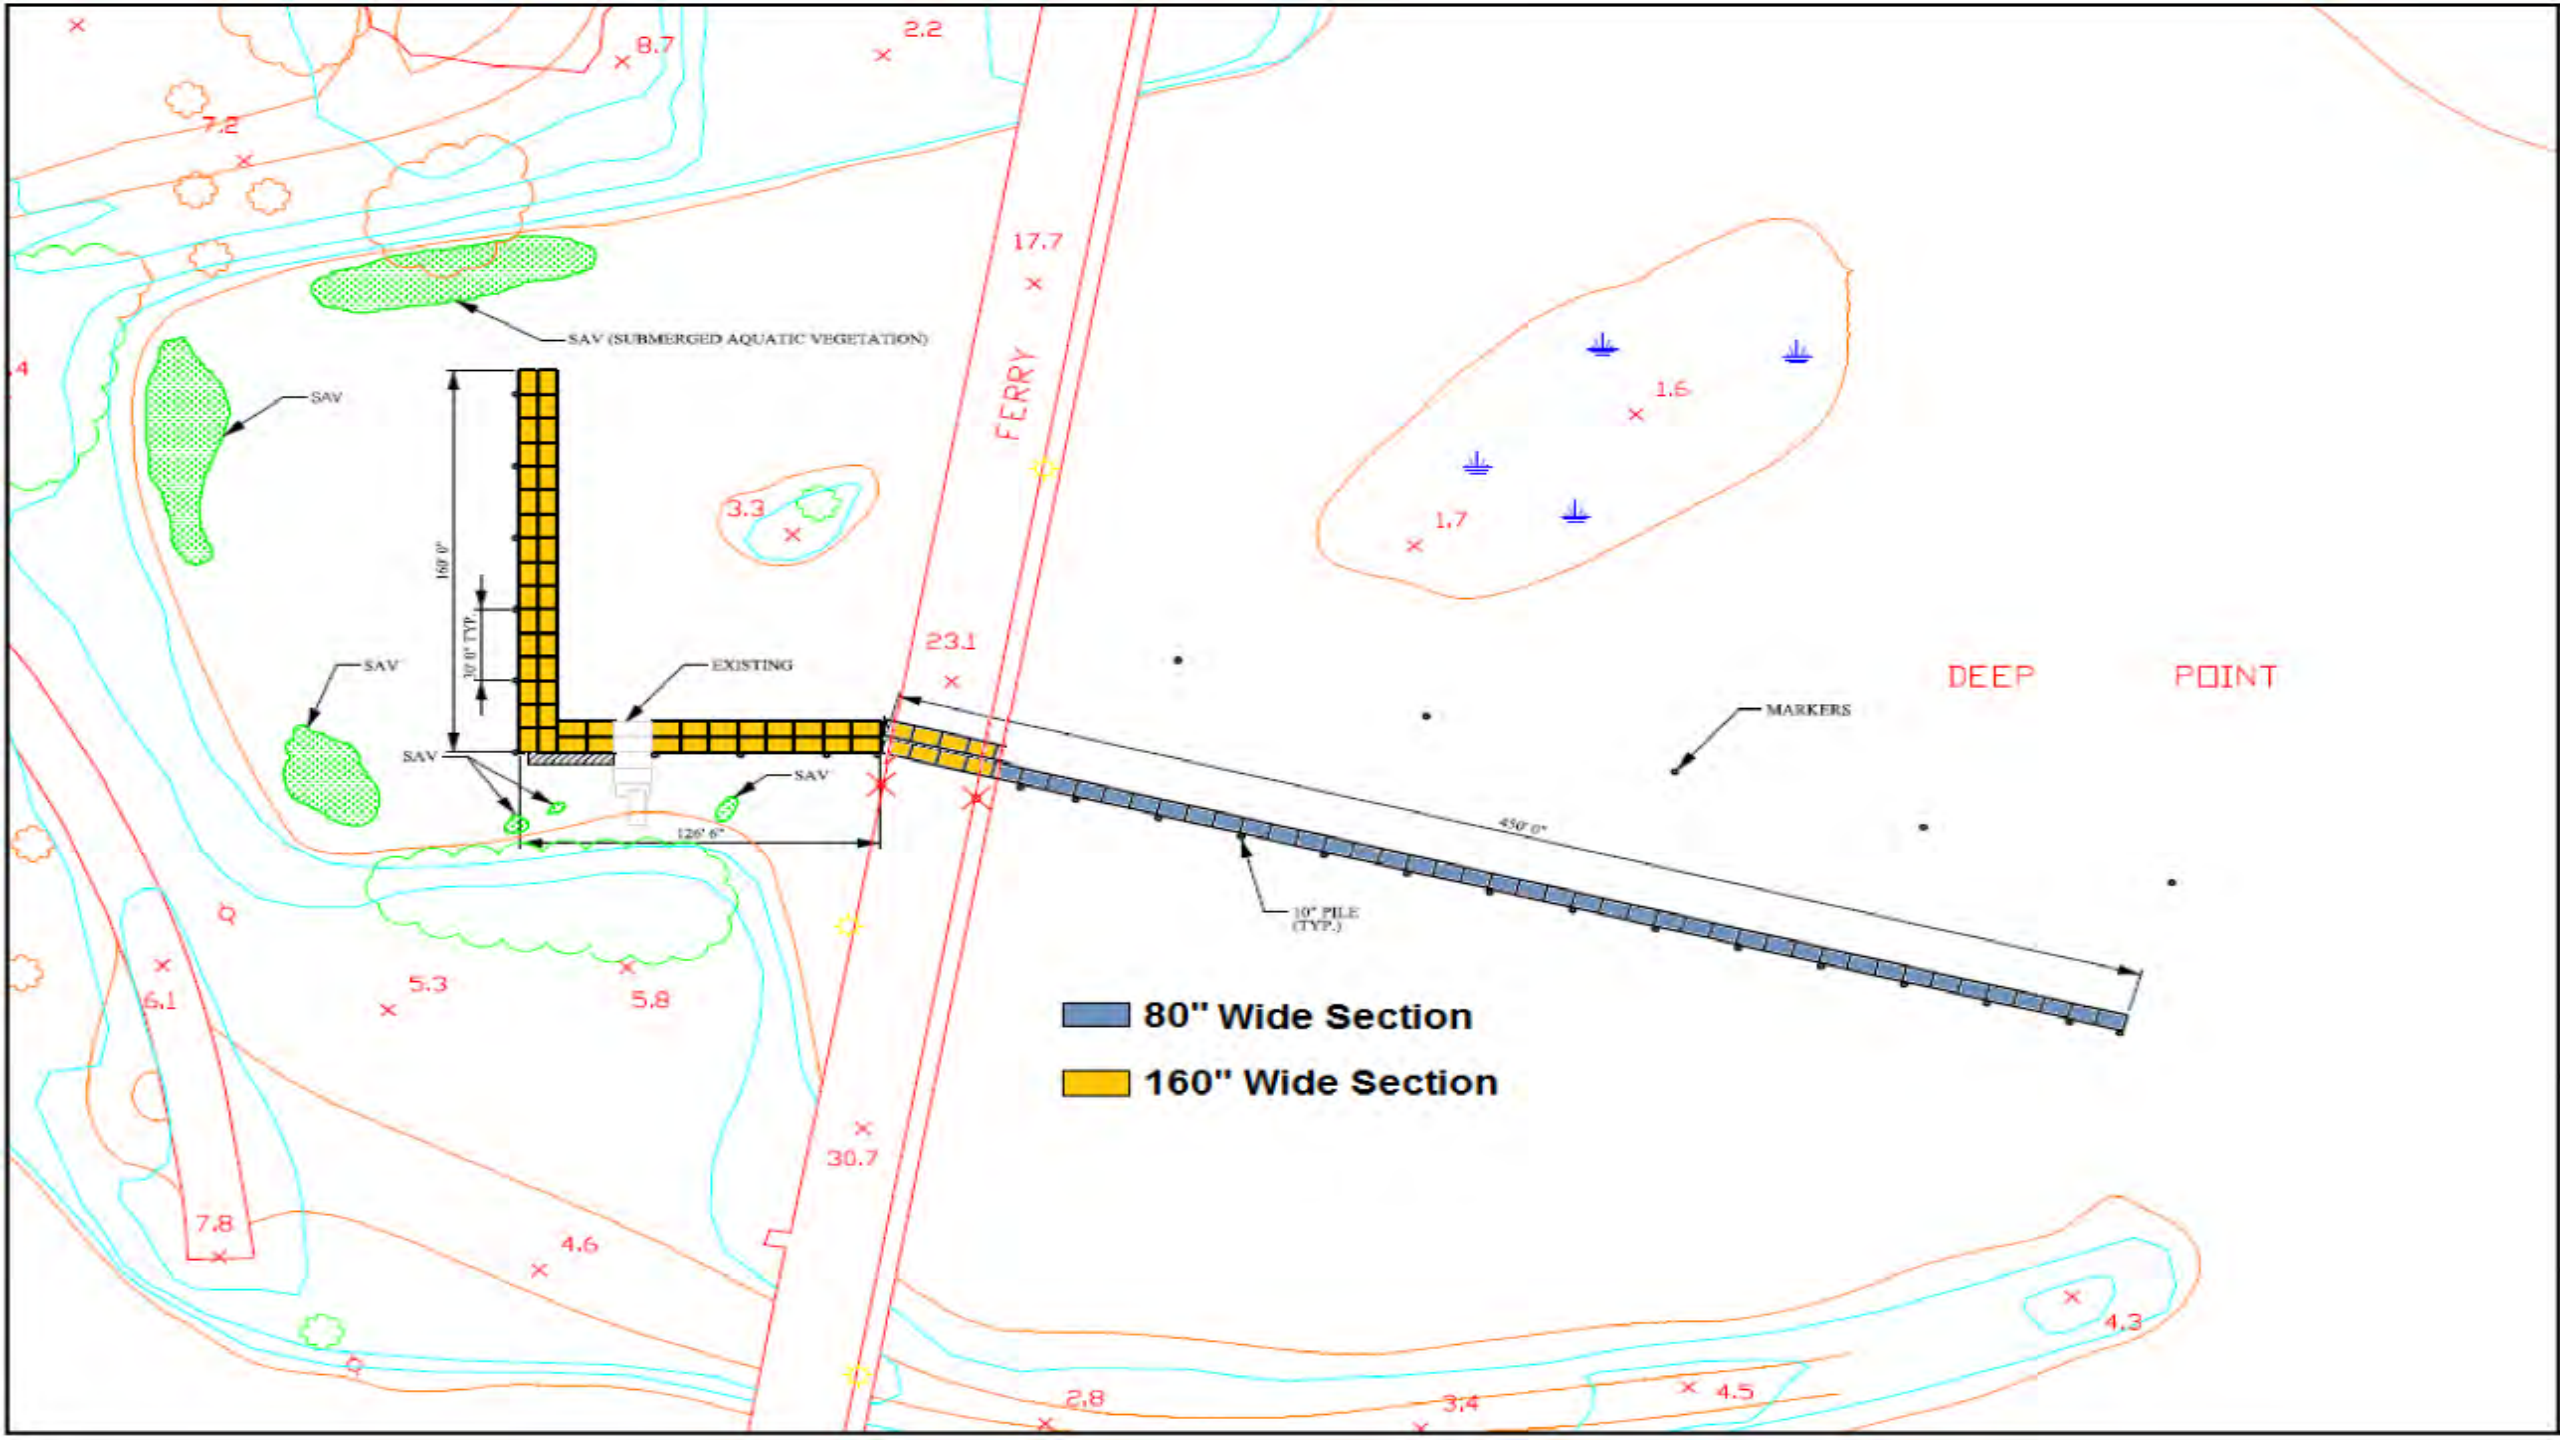 8.7
2.2
7.2
17.7
SAV (SUBMERGED AQUATIC VEGETATION)
.4
SAV
FERRY
1.6
3.3
1.7
160' 0"
30' 0" TYP.
23.1
SAV
EXISTING
DEEP POINT
MARKERS
SAV
SAV
126' 6"
450' 0"
10" PILE
(TYP.)
5.3
6.1
5.8
80" Wide Section
160" Wide Section
30.7
7.8
4.6
4.3
2.8
3.4
4.5